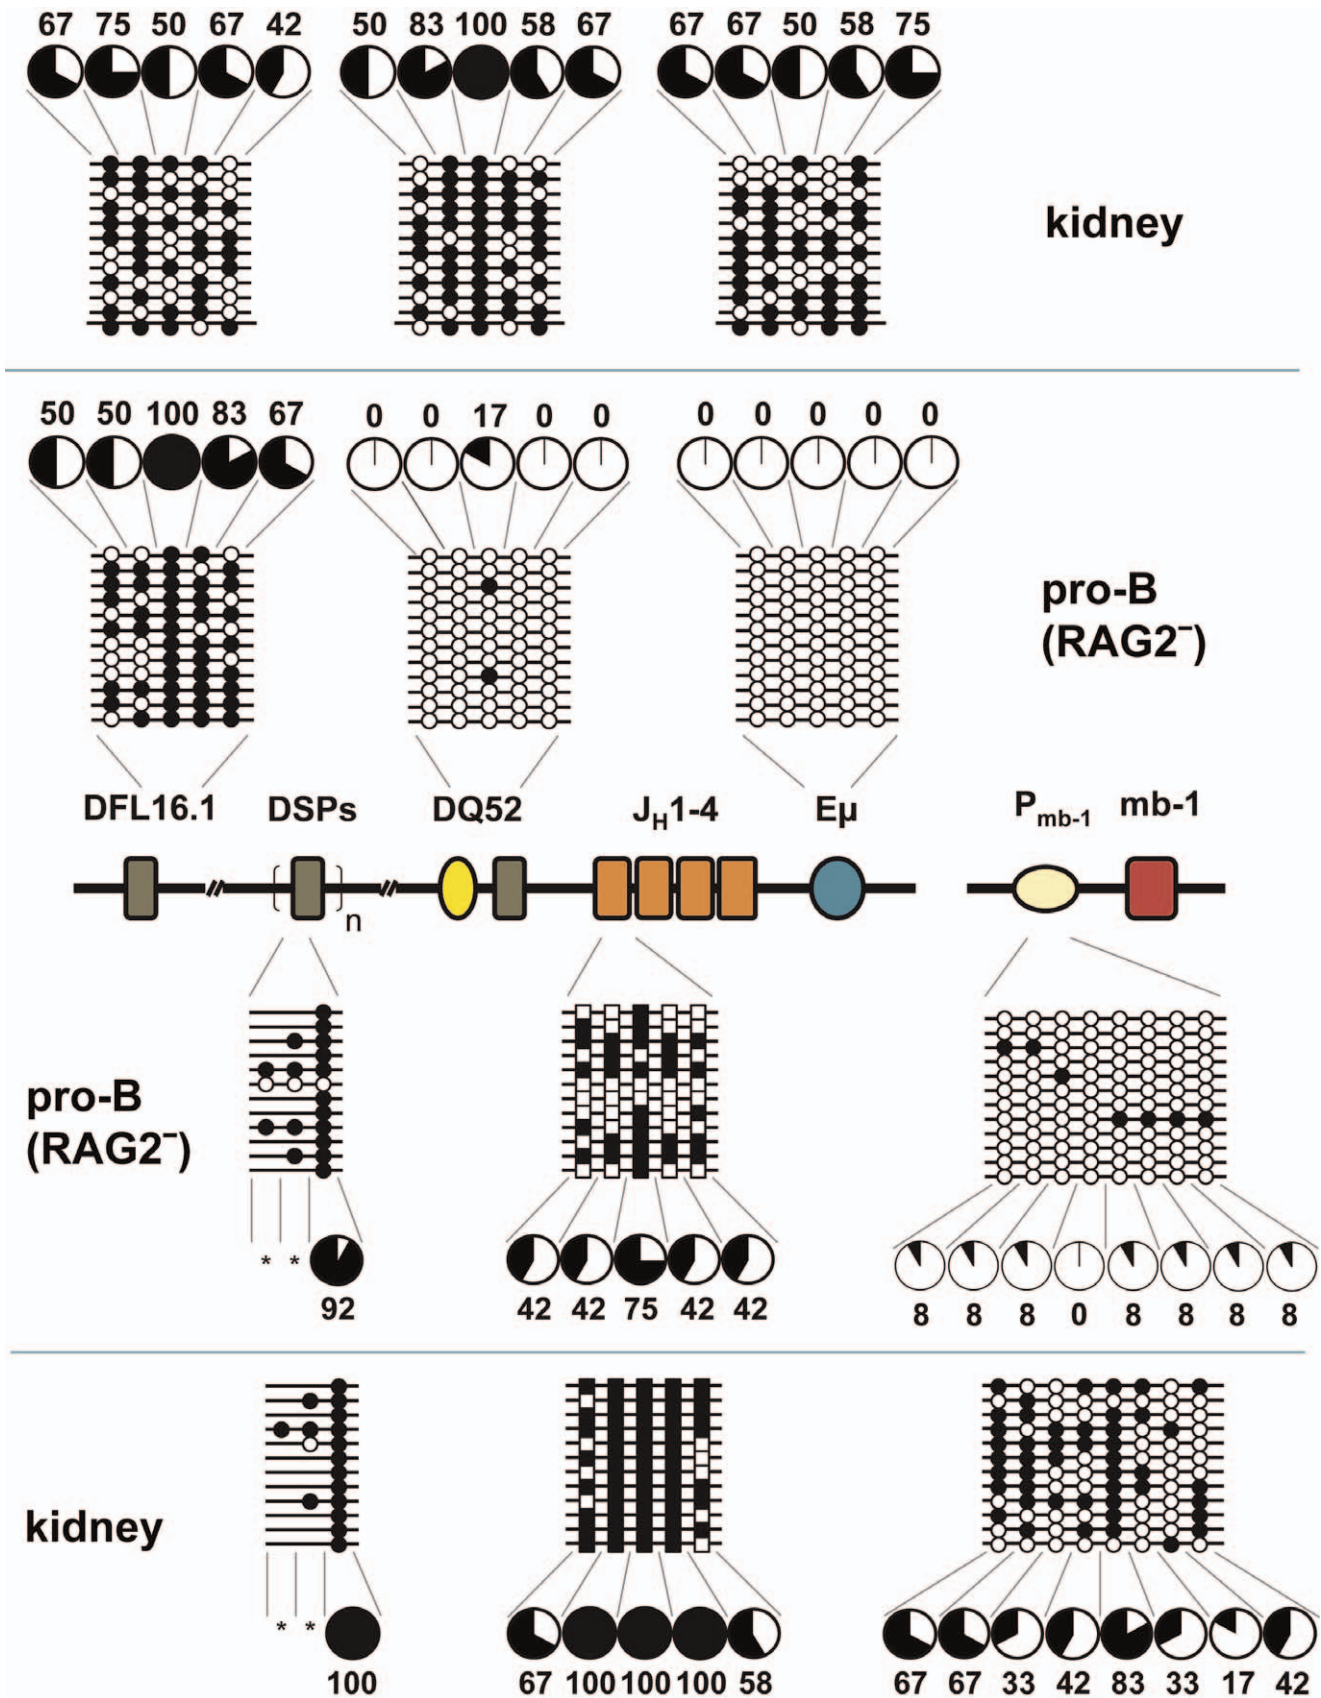 67 75 50 67 42 50 83 100 58 67 67 67 50 58 75
kidney
50 50 100 83 67 0 0 17 0 0 0 0 0 0 0
pro-B
(RAG2⁻)
DFL16.1 DSPs DQ52 JH1-4 Eμ Pmb-1 mb-1
n
pro-B
(RAG2⁻)
* *
92 42 42 75 42 42 8 8 8 0 8 8 8 8
kidney
* *
100 67 100 100 100 58 67 67 33 42 83 33 17 42